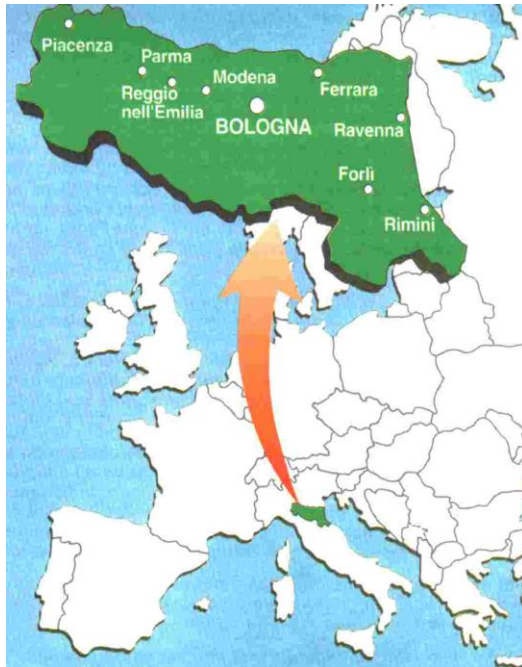 Piacenza
Parma
Reggio
nell'Emilia
Modena
BOLOGNA
Ferrara
Ravenna
Forlì
Rimini